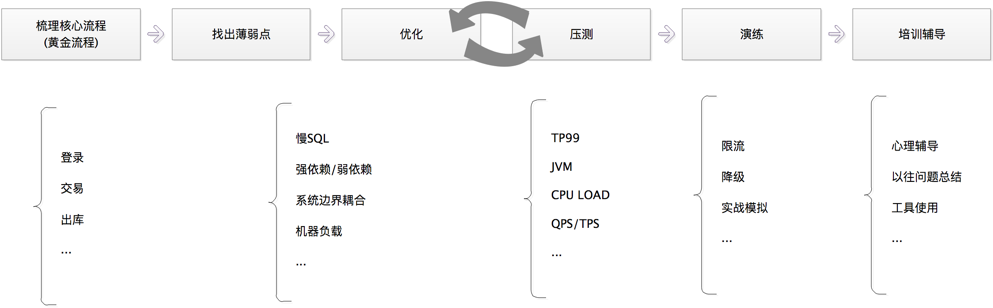 梳理核心流程
(黄金流程)
找出薄弱点
优化
压测
演练
培训辅导
登录
交易
出库
...
慢SQL
强依赖/弱依赖
系统边界耦合
机器负载
...
TP99
JVM
CPU LOAD
QPS/TPS
...
限流
降级
实战模拟
...
心理辅导
以往问题总结
工具使用
...